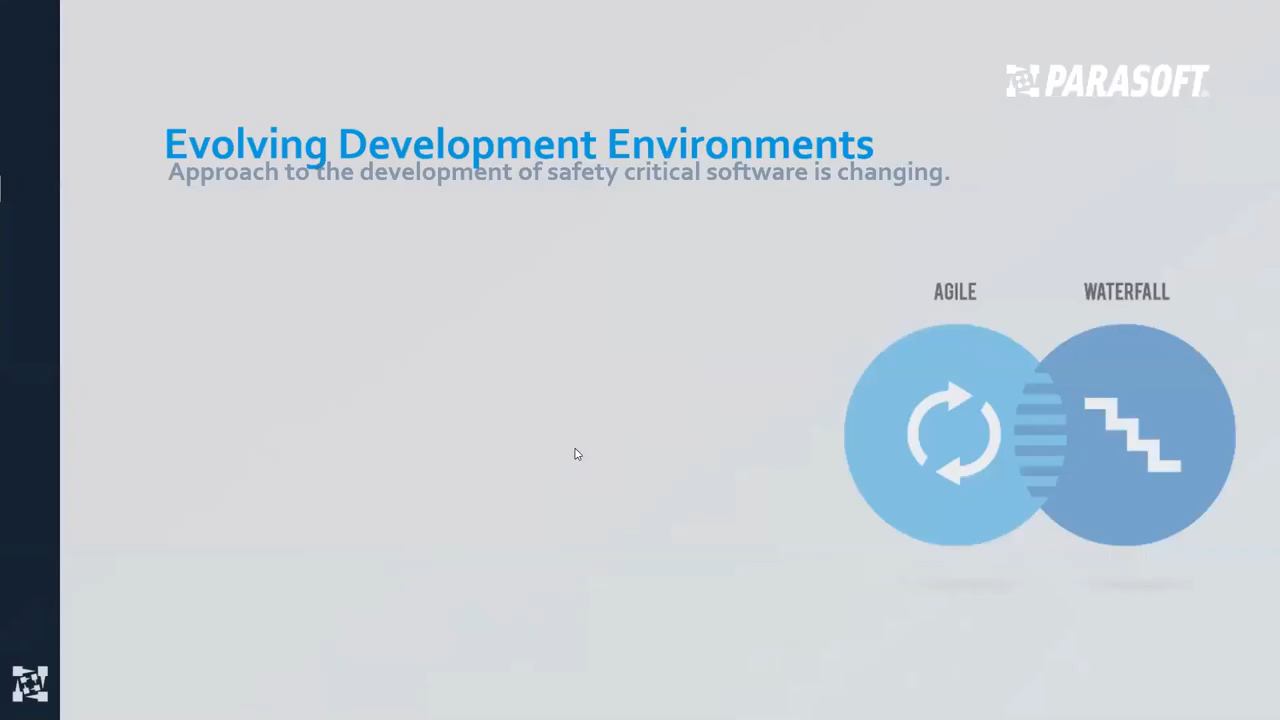 PARASOFT
Evolving Development Environments
Approach to the development of safety critical software is changing.
AGILE
WATERFALL